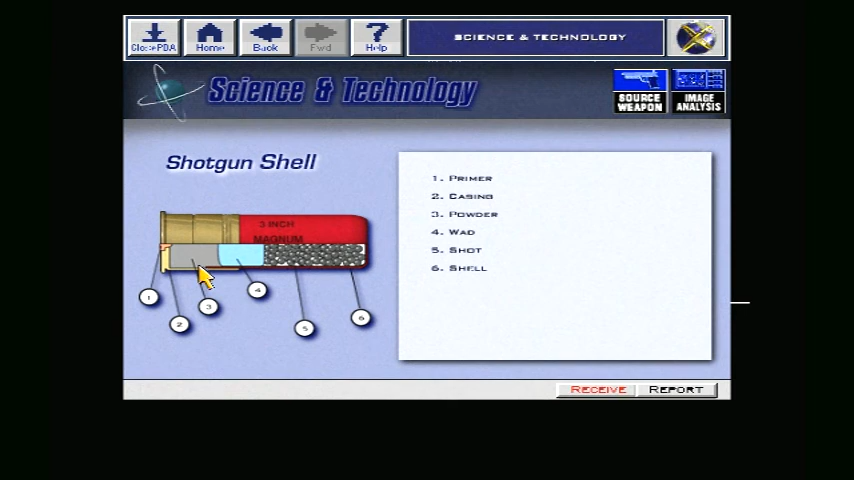 Close PDA
Home
Back
Fwd
Help
SCIENCE & TECHNOLOGY
Science & Technology
SOURCE
WEAPON
IMAGE
ANALYSIS
Shotgun Shell
3 INCH
MAGNUM
1
2
3
4
5
6
1. PRIMER
2. CASING
3. POWDER
4. WAD
5. SHOT
6. SHELL
RECEIVE
REPORT